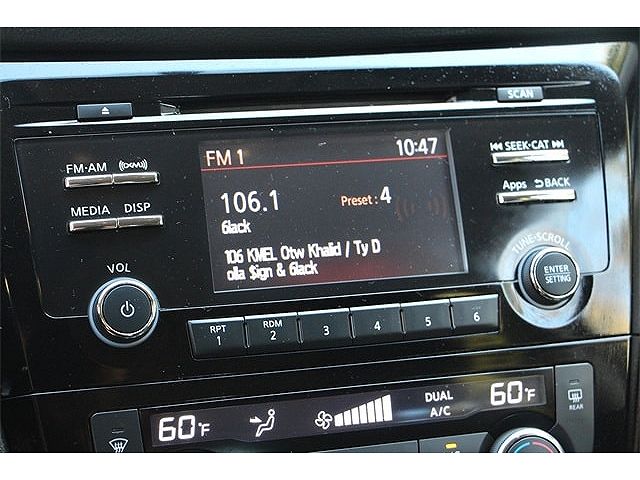 SCAN
FM·AM
(XM)
MEDIA DISP
VOL
FM 1 10:47
106.1 Preset : 4
6lack
106 KMEL Otw Khalid / Ty D
olla $ign & 6lack
SEEK·CAT
Apps BACK
TUNE·SCROLL
ENTER
SETTING
RPT
1
RDM
2
3
4
5
6
60°F
DUAL
A/C
60°F
REAR